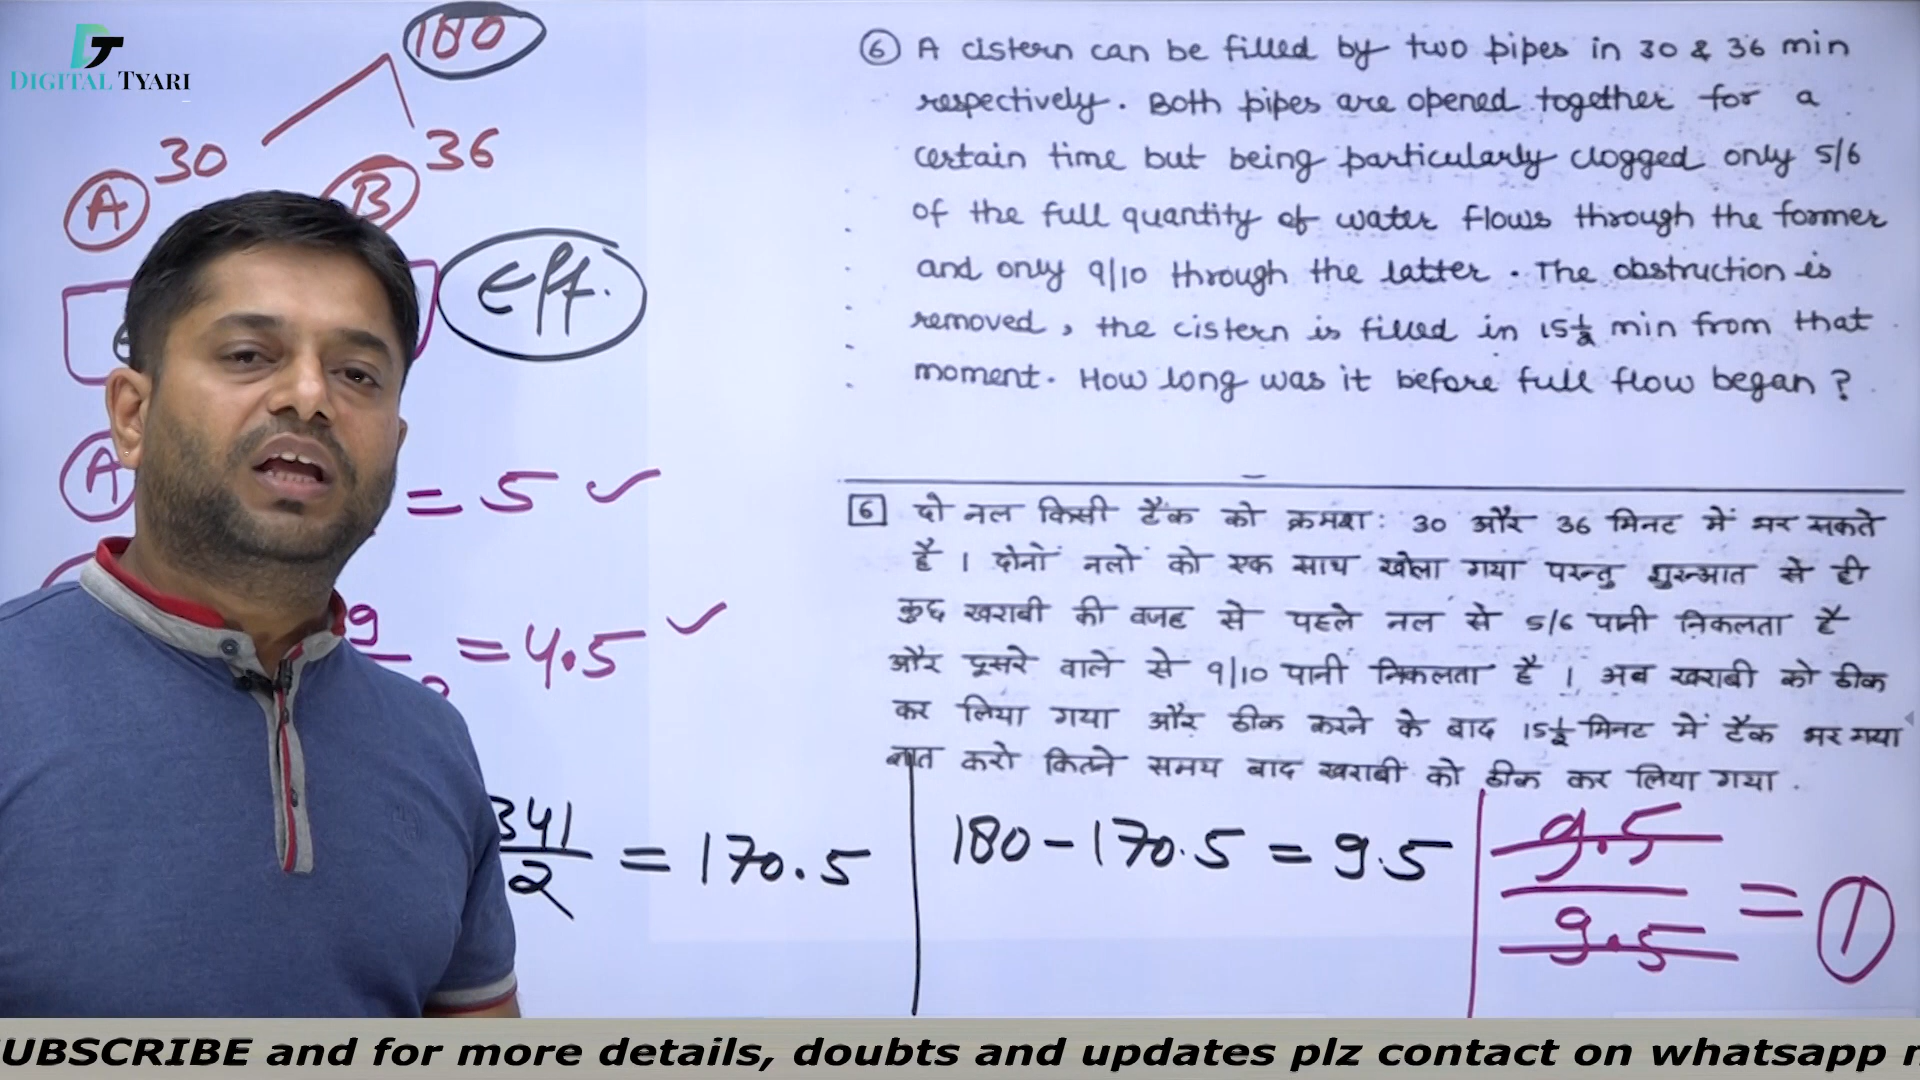 DT
DIGITAL TYARI
180
30
36
A
B
eff.
A
= 5 ✓
9
= 4.5 ✓
341
2
= 170.5
⑥ A cistern can be filled by two pipes in 30 & 36 min
respectively. Both pipes are opened together for a
certain time but being particularly clogged only 5/6
of the full quantity of water flows through the former
and only 9/10 through the latter. The obstruction is
removed, the cistern is filled in 15½ min from that
moment. How long was it before full flow began?
6 दो नल किसी टैंक को क्रमशः 30 और 36 मिनट में भर सकते
है। दोनों नलों को एक साथ खोला गया परन्तु शुरुआत से ही
कुछ खराबी की वजह से पहले नल से 5/6 पानी निकलता है
और दूसरे वाले से 9/10 पानी निकलता है। अब खराबी को ठीक
कर लिया गया और ठीक करने के बाद 15½ मिनट में टैंक भर गया
करो कितने समय बाद खराबी को ठीक कर लिया गया.
180 - 170.5 = 9.5
9.5
9.5
= 1
UBSCRIBE and for more details, doubts and updates plz contact on whatsapp